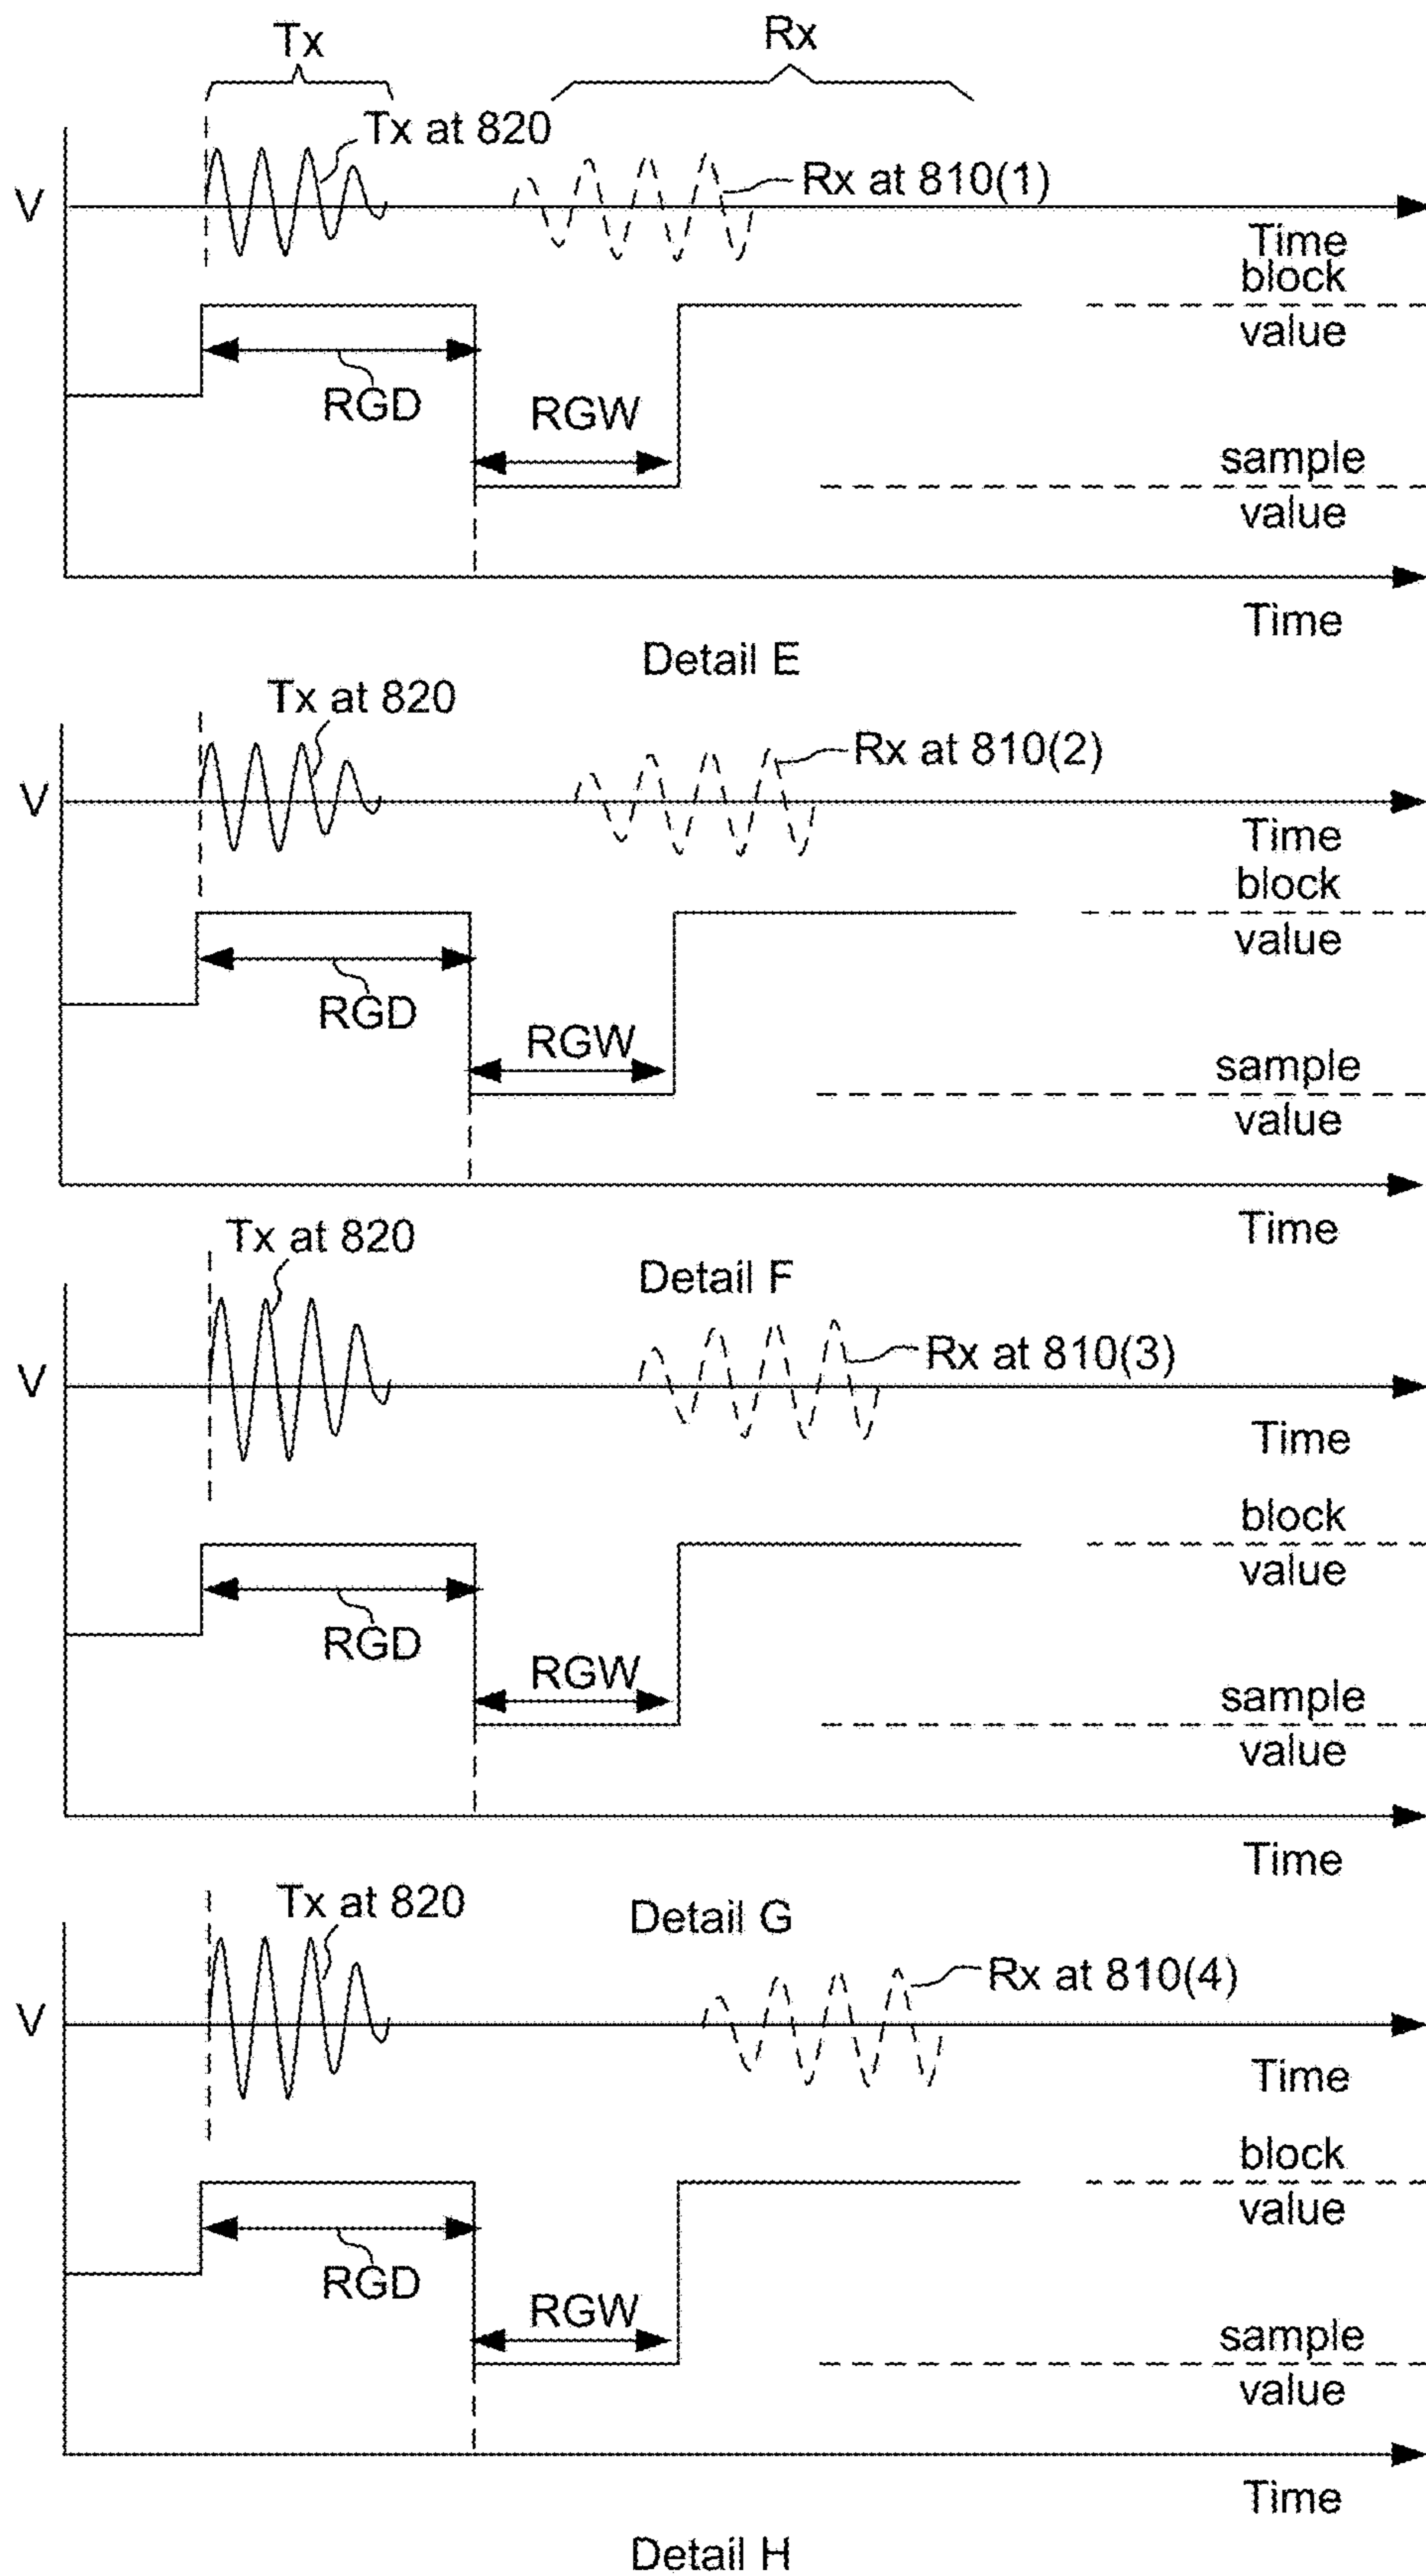 Tx
Rx
Tx at 820
Rx at 810(1)
V
Time
block
value
RGD
RGW
sample
value
Time
Detail E
Tx at 820
Rx at 810(2)
V
Time
block
value
RGD
RGW
sample
value
Time
Tx at 820
Detail F
Rx at 810(3)
V
Time
block
value
RGD
RGW
sample
value
Time
Tx at 820
Detail G
Rx at 810(4)
V
Time
block
value
RGD
RGW
sample
value
Time
Detail H